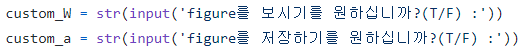 custom_W = str(input('figure를 보시기를 원하십니까?(T/F) :'))
custom_a = str(input('figure를 저장하기를 원하십니까?(T/F) :'))